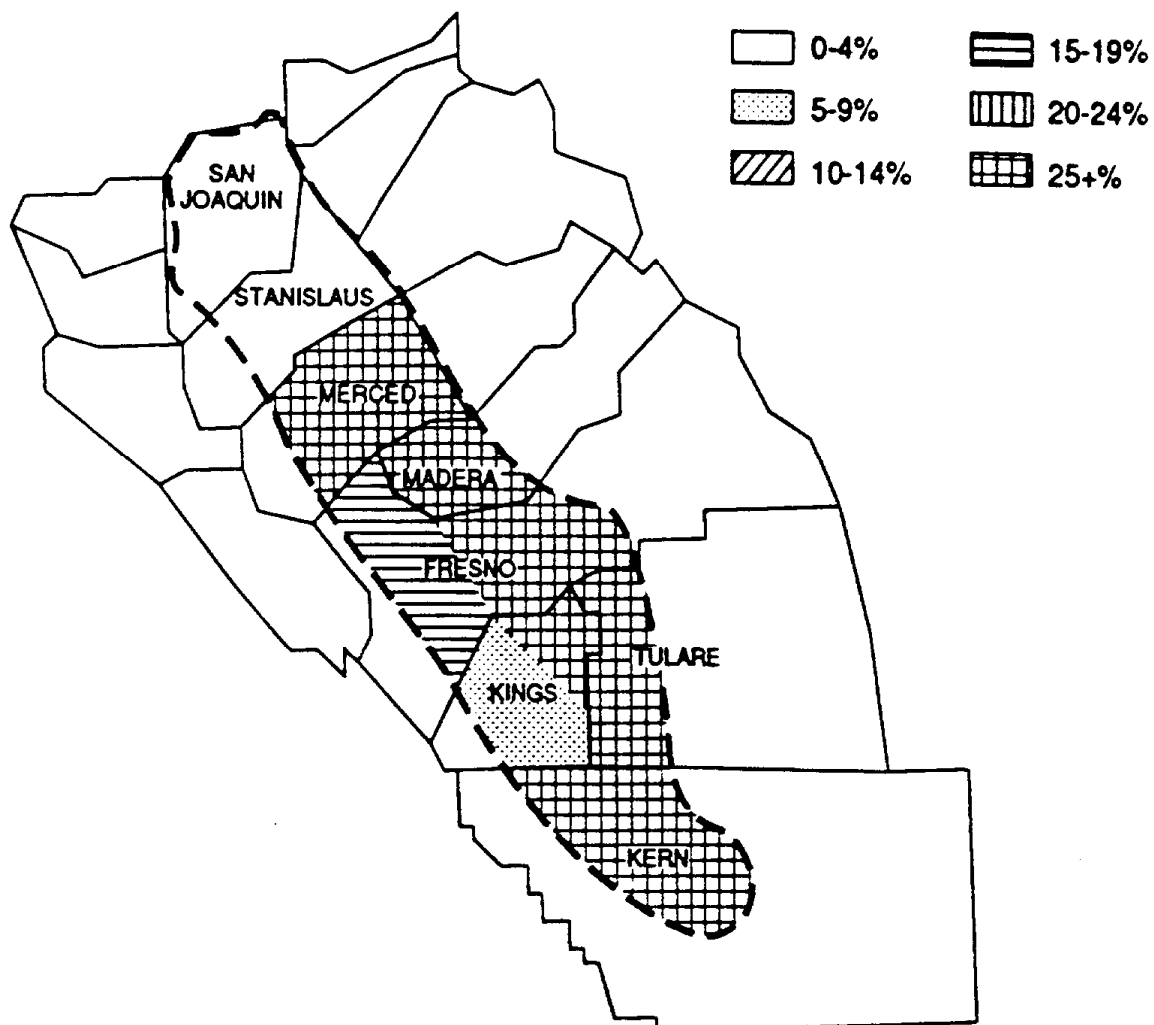 0-4%
5-9%
10-14%
15-19%
20-24%
25+%
SAN
JOAQUIN
STANISLAUS
MERCED
MADERA
FRESNO
TULARE
KINGS
KERN